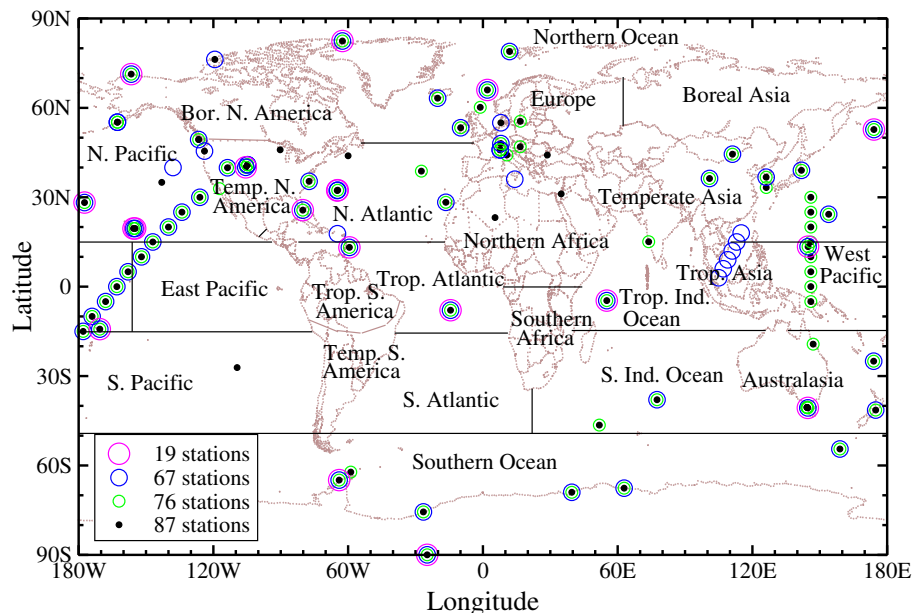 90N
60N
30N
0
30S
60S
90S
Latitude
Northern Ocean
Europe
Boreal Asia
Bor. N. America
N. Pacific
Temp. N.
America
N. Atlantic
Temperate Asia
Northern Africa
West
Pacific
East Pacific
Trop. Atlantic
Trop. Asia
Trop. S.
America
Trop. Ind.
Ocean
Southern
Africa
Temp. S.
America
S. Pacific
S. Atlantic
S. Ind. Ocean
Australasia
Southern Ocean
19 stations
67 stations
76 stations
87 stations
180W
120W
60W
0
60E
120E
180E
Longitude